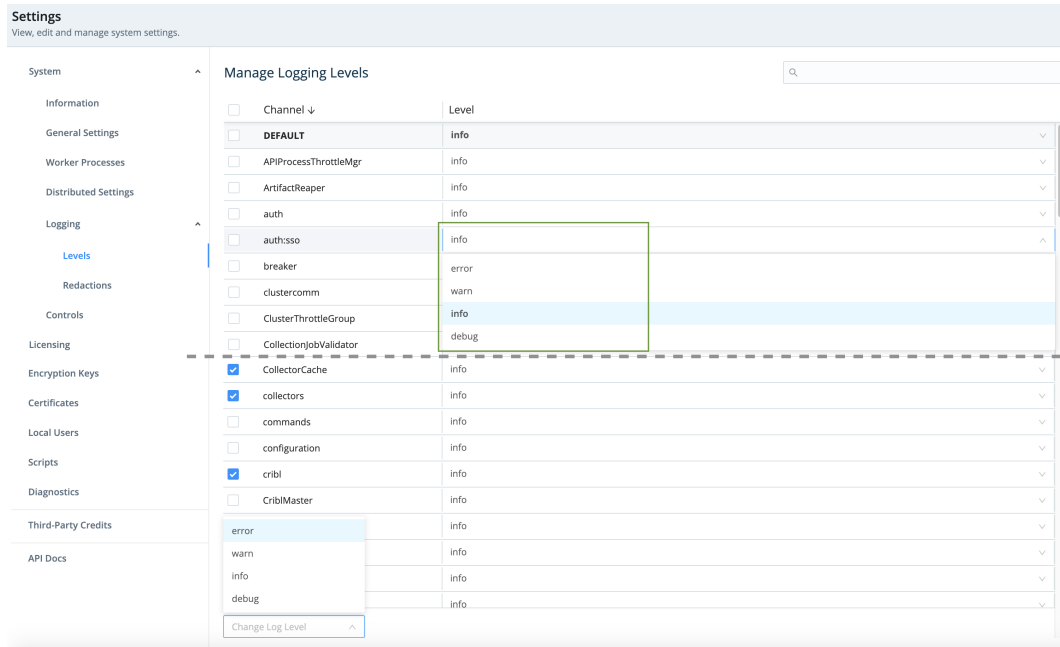 Settings
View, edit and manage system settings.
System
Information
General Settings
Worker Processes
Distributed Settings
Logging
Levels
Redactions
Controls
Licensing
Encryption Keys
Certificates
Local Users
Scripts
Diagnostics
Third-Party Credits
API Docs
Manage Logging Levels
Channel ↓ Level
DEFAULT info
APIProcessThrottleMgr info
ArtifactReaper info
auth info
auth:sso info
breaker
clustercomm
ClusterThrottleGroup
CollectionJobValidator
error
warn
info
debug
CollectorCache info
collectors info
commands info
configuration info
cribl info
CriblMaster info
info
info
info
info
error
warn
info
debug
Change Log Level